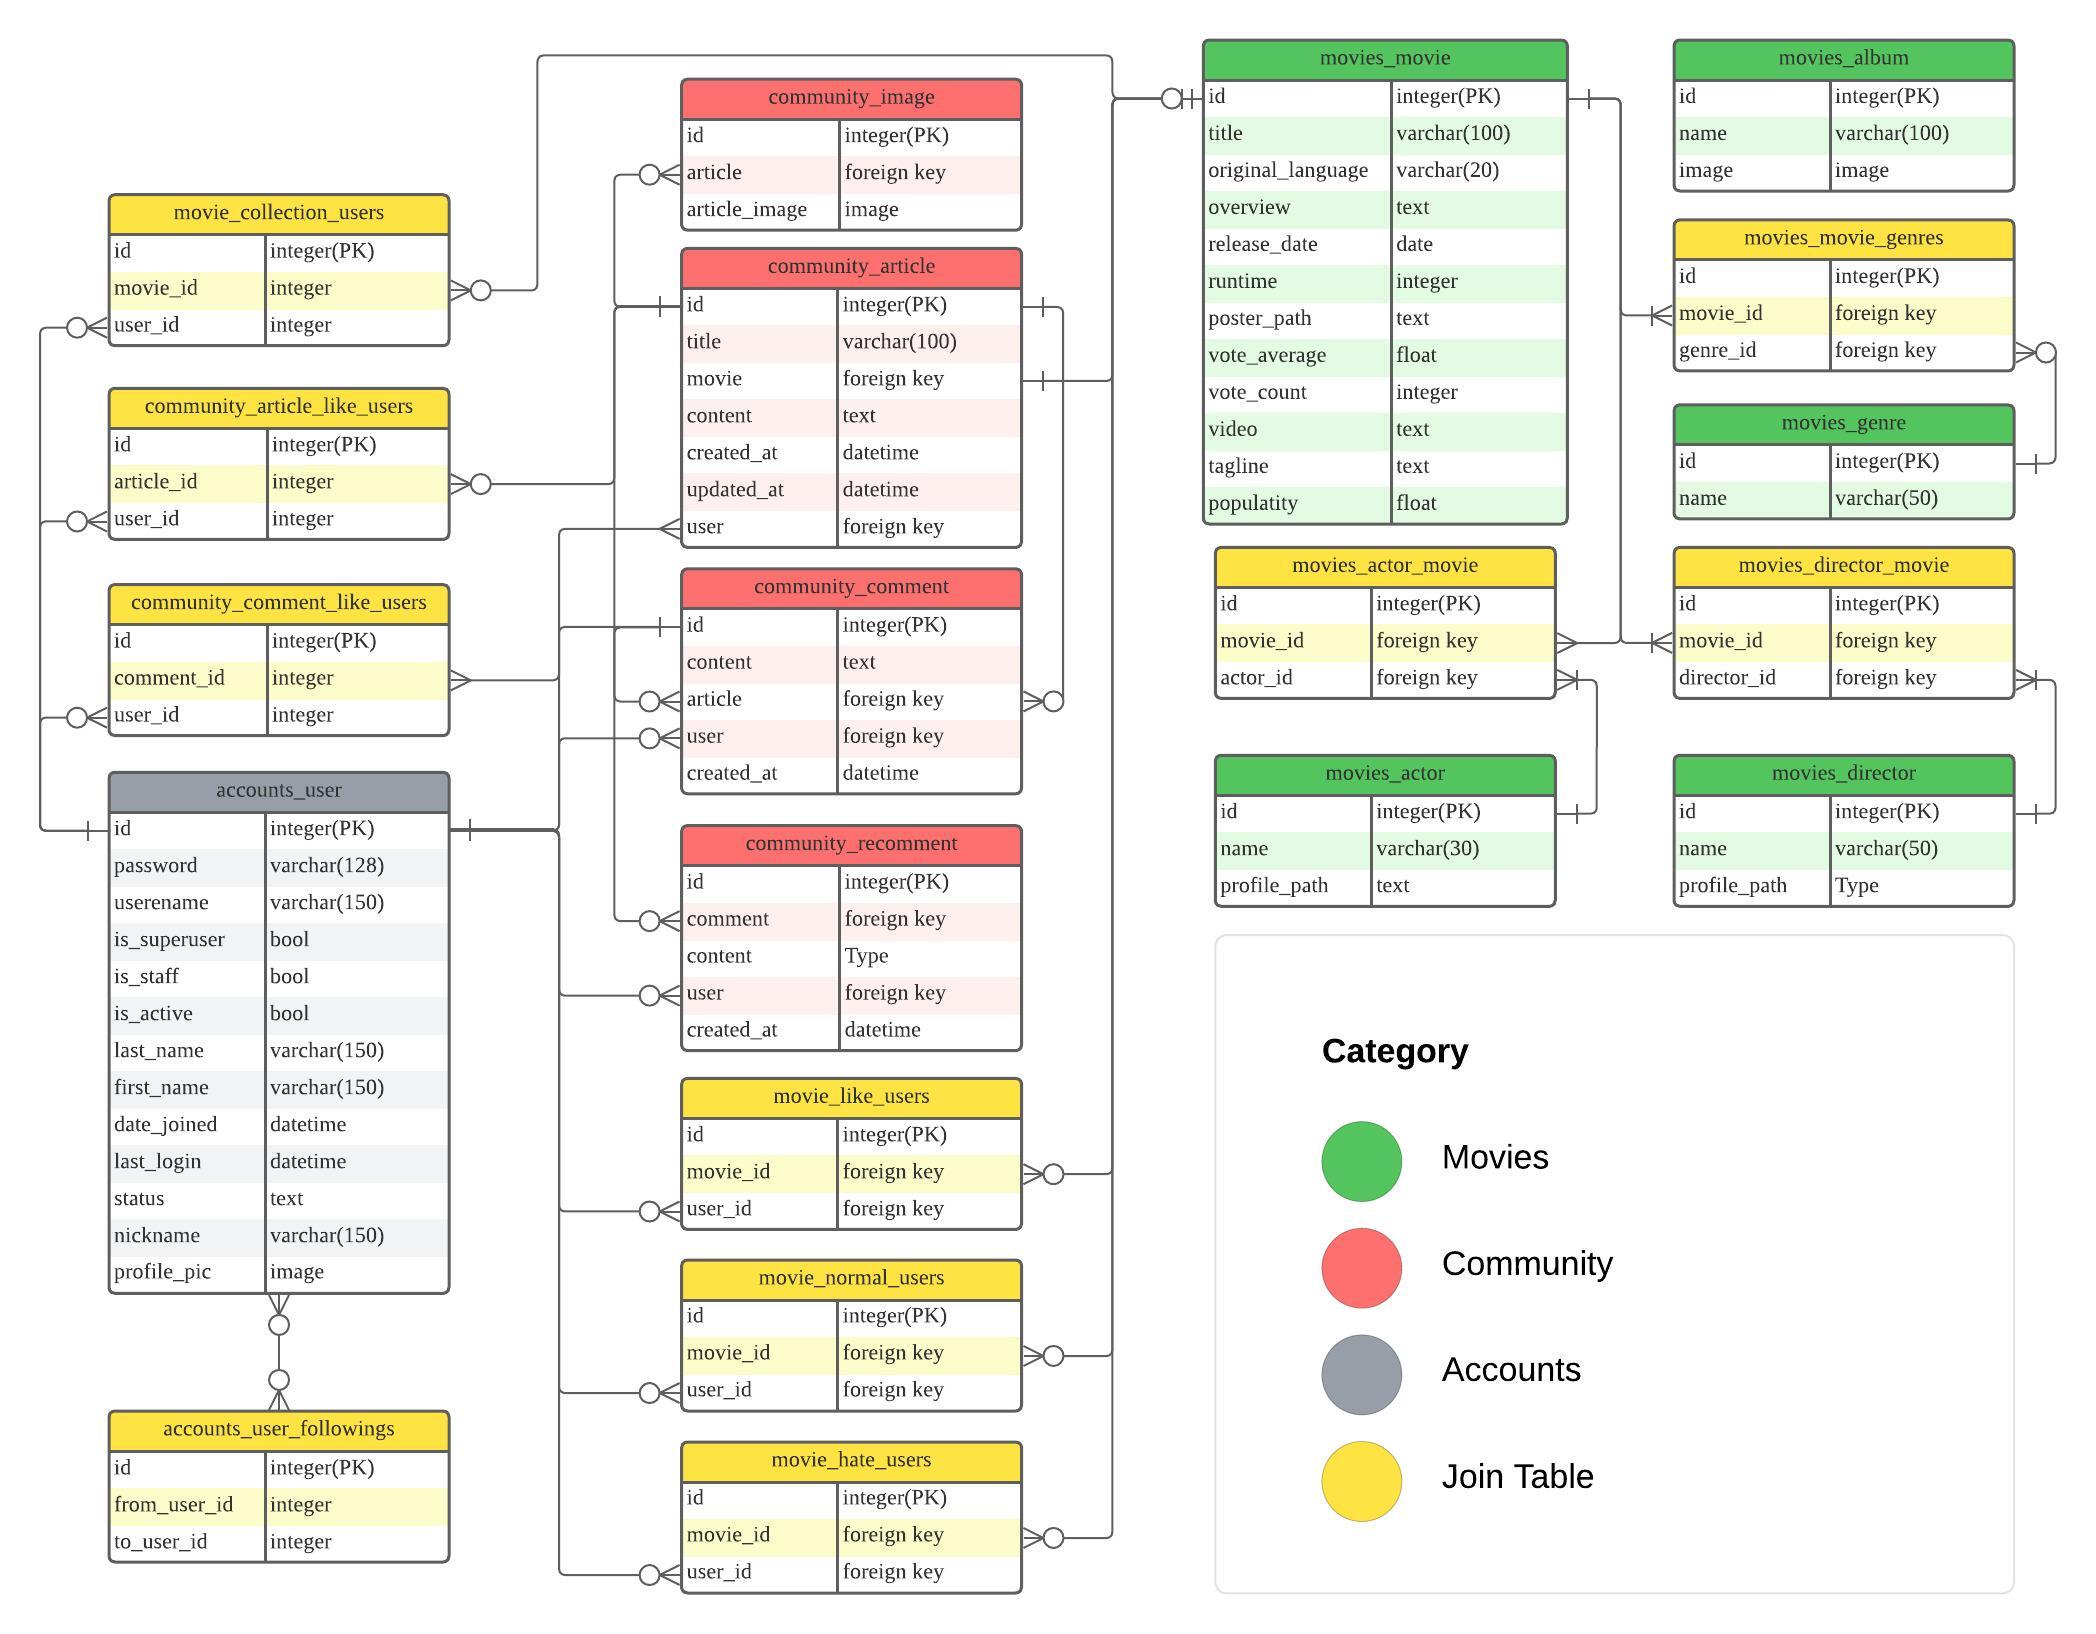 movie_collection_users
id integer(PK)
movie_id integer
user_id integer
community_article_like_users
id integer(PK)
article_id integer
user_id integer
community_comment_like_users
id integer(PK)
comment_id integer
user_id integer
accounts_user
id integer(PK)
password varchar(128)
userename varchar(150)
is_superuser bool
is_staff bool
is_active bool
last_name varchar(150)
first_name varchar(150)
date_joined datetime
last_login datetime
status text
nickname varchar(150)
profile_pic image
accounts_user_followings
id integer(PK)
from_user_id integer
to_user_id integer
community_image
id integer(PK)
article foreign key
article_image image
community_article
id integer(PK)
title varchar(100)
movie foreign key
content text
created_at datetime
updated_at datetime
user foreign key
community_comment
id integer(PK)
content text
article foreign key
user foreign key
created_at datetime
community_recomment
id integer(PK)
comment foreign key
content Type
user foreign key
created_at datetime
movie_like_users
id integer(PK)
movie_id foreign key
user_id foreign key
movie_normal_users
id integer(PK)
movie_id foreign key
user_id foreign key
movie_hate_users
id integer(PK)
movie_id foreign key
user_id foreign key
movies_movie
id integer(PK)
title varchar(100)
original_language varchar(20)
overview text
release_date date
runtime integer
poster_path text
vote_average float
vote_count integer
video text
tagline text
populatity float
movies_actor_movie
id integer(PK)
movie_id foreign key
actor_id foreign key
movies_actor
id integer(PK)
name varchar(30)
profile_path text
movies_album
id integer(PK)
name varchar(100)
image image
movies_movie_genres
id integer(PK)
movie_id foreign key
genre_id foreign key
movies_genre
id integer(PK)
name varchar(50)
movies_director_movie
id integer(PK)
movie_id foreign key
director_id foreign key
movies_director
id integer(PK)
name varchar(50)
profile_path Type
Category
Movies
Community
Accounts
Join Table